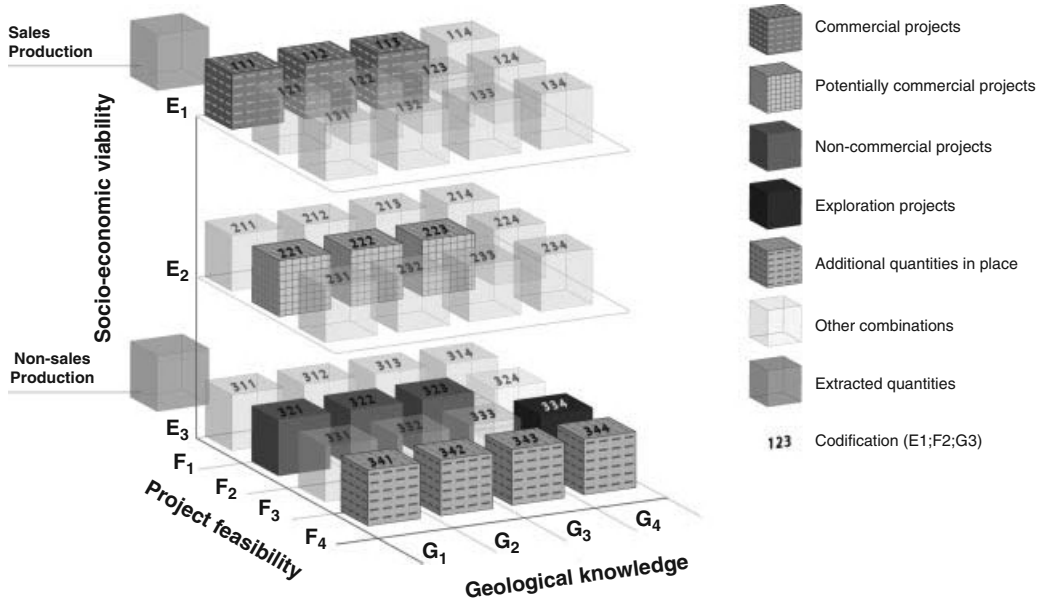 Sales
Production
Socio-economic viability
E1
111
112
113
114
121
122
123
124
131
132
133
134
E2
211
212
213
214
221
222
223
224
231
232
233
234
Non-sales
Production
E3
311
312
313
314
321
322
323
324
331
332
333
334
341
342
343
344
F1
F2
F3
F4
Project feasibility
G1
G2
G3
G4
Geological knowledge
Commercial projects
Potentially commercial projects
Non-commercial projects
Exploration projects
Additional quantities in place
Other combinations
Extracted quantities
123 Codification (E1;F2;G3)